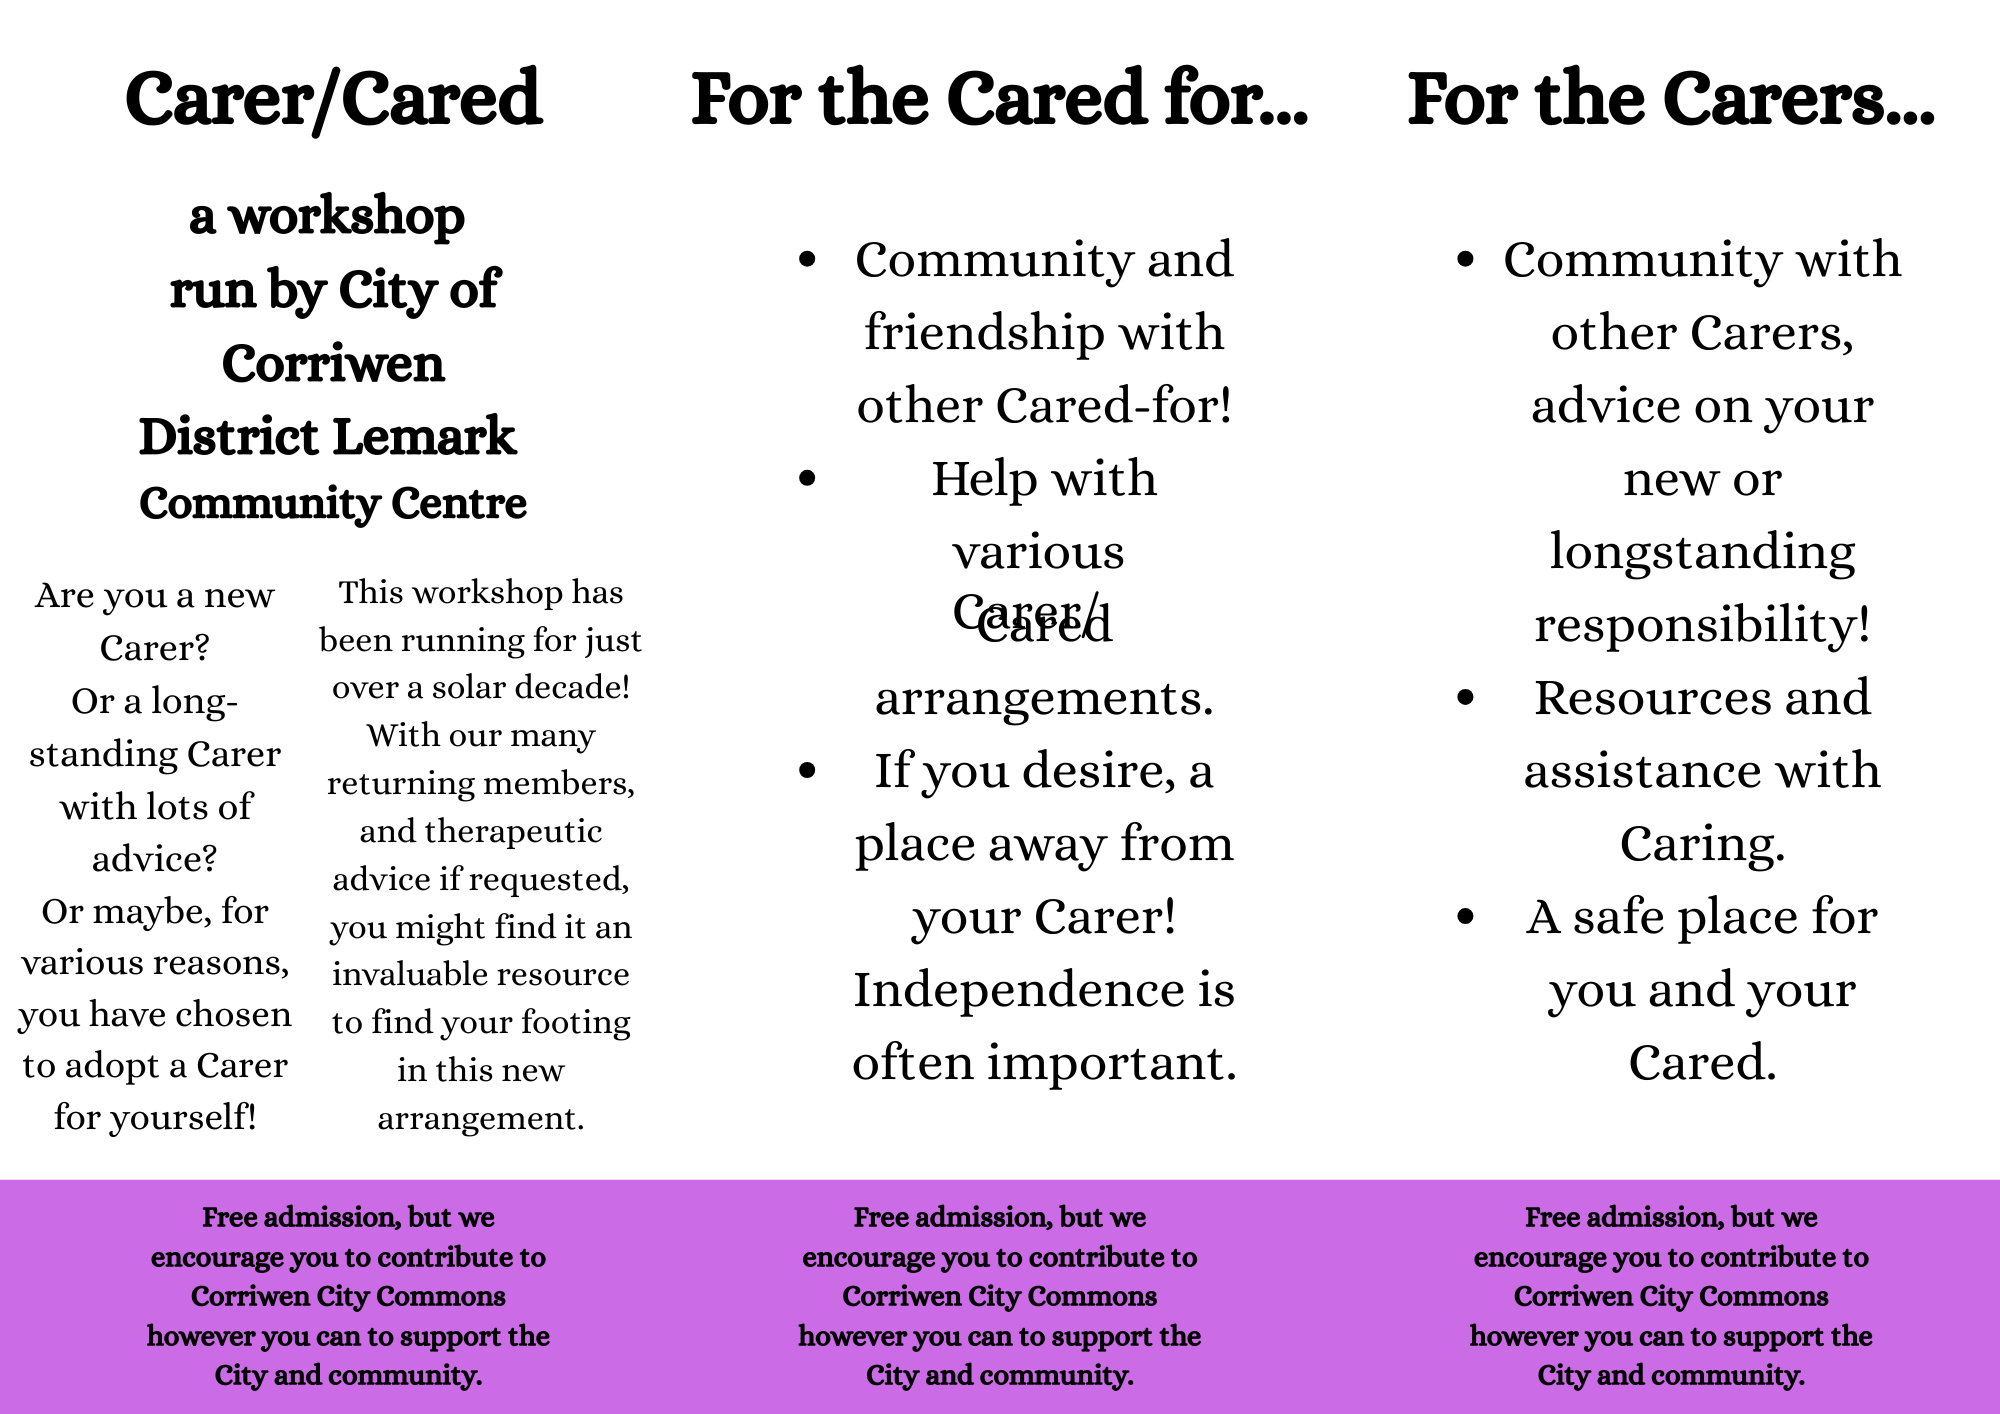 Carer/Cared
a workshop
run by City of
Corriwen
District Lemark
Community Centre
Are you a new
Carer?
Or a long-
standing Carer
with lots of
advice?
Or maybe, for
various reasons,
you have chosen
to adopt a Carer
for yourself!
This workshop has
been running for just
over a solar decade!
With our many
returning members,
and therapeutic
advice if requested,
you might find it an
invaluable resource
to find your footing
in this new
arrangement.
Free admission, but we
encourage you to contribute to
Corriwen City Commons
however you can to support the
City and community.
For the Cared for...
• Community and
friendship with
other Cared-for!
• Help with
various
Carer/
Cared
arrangements.
• If you desire, a
place away from
your Carer!
Independence is
often important.
Free admission, but we
encourage you to contribute to
Corriwen City Commons
however you can to support the
City and community.
For the Carers...
• Community with
other Carers,
advice on your
new or
longstanding
responsibility!
• Resources and
assistance with
Caring.
• A safe place for
you and your
Cared.
Free admission, but we
encourage you to contribute to
Corriwen City Commons
however you can to support the
City and community.